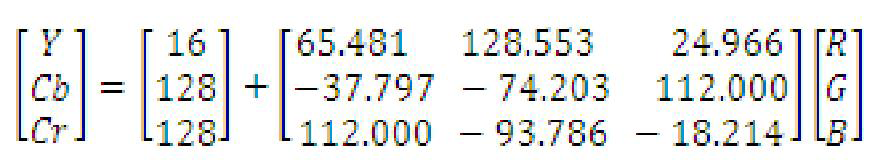 [ Y ] = [ 16 ] + [ 65.481 128.553 24.966 ] [ R ]
[ Cb ] = [ 128 ] + [ −37.797 − 74.203 112.000 ] [ G ]
[ Cr ] = [ 128 ] + [ 112.000 − 93.786 − 18.214 ] [ B ]